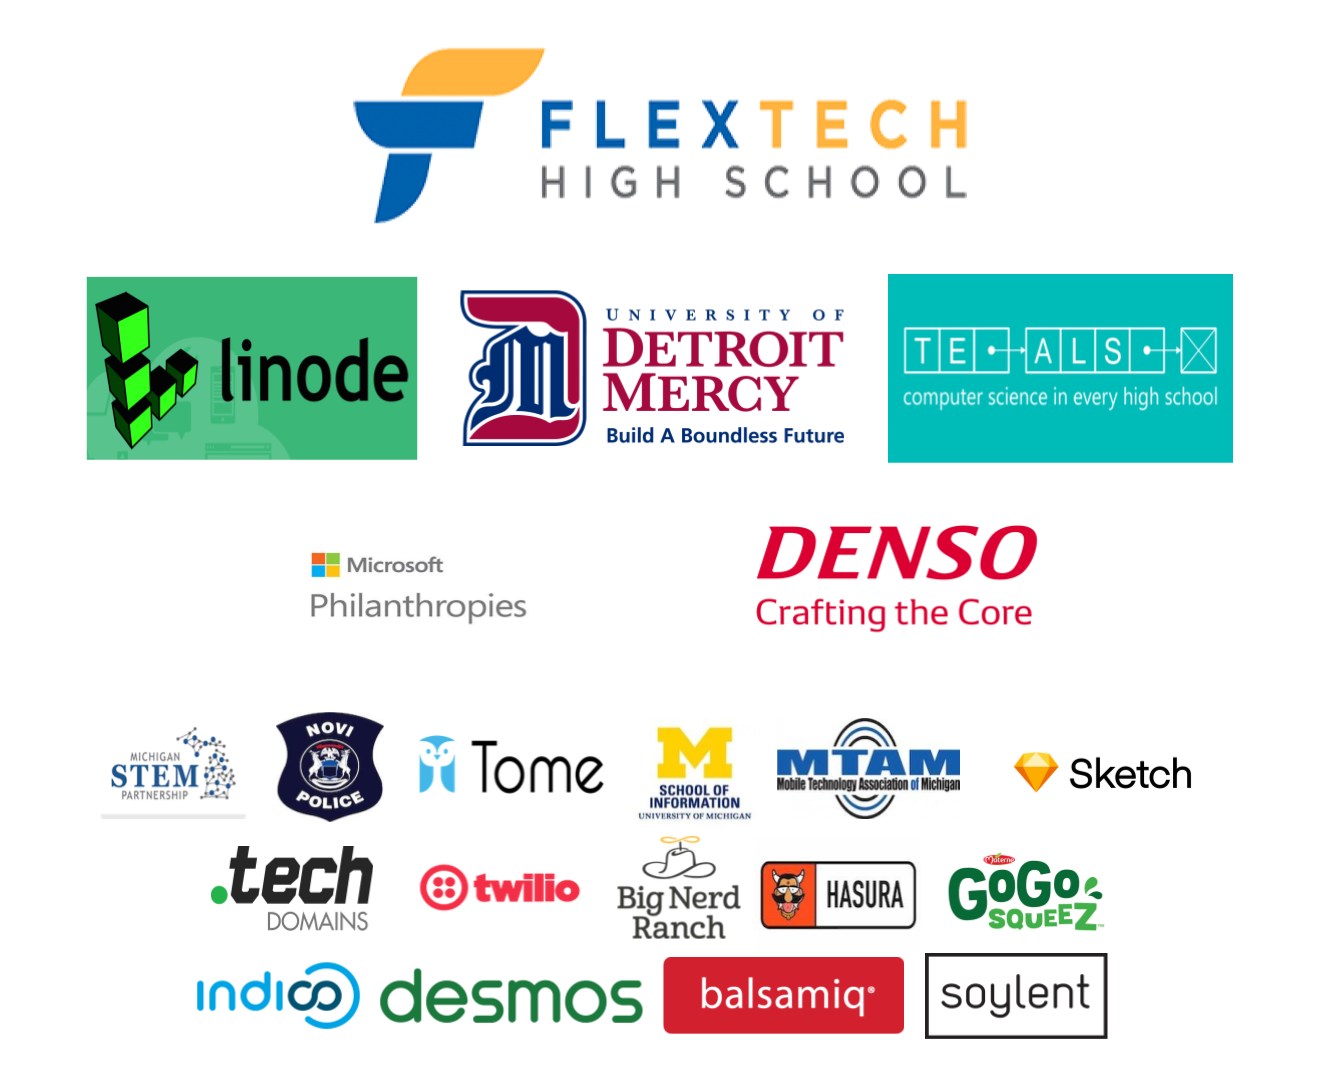 FLEXTECH
HIGH SCHOOL
linode
UNIVERSITY OF
DETROIT
MERCY
Build A Boundless Future
TEALS
computer science in every high school
Microsoft
Philanthropies
DENSO
Crafting the Core
MICHIGAN
STEM
PARTNERSHIP
NOVI
POLICE
Tome
M
SCHOOL OF
INFORMATION
UNIVERSITY OF MICHIGAN
MTAM
Mobile Technology Association of Michigan
Sketch
.tech
DOMAINS
twilio
Big Nerd
Ranch
HASURA
Materne
GoGo
SQUEEZ™
indico
desmos
balsamiq®
soylent